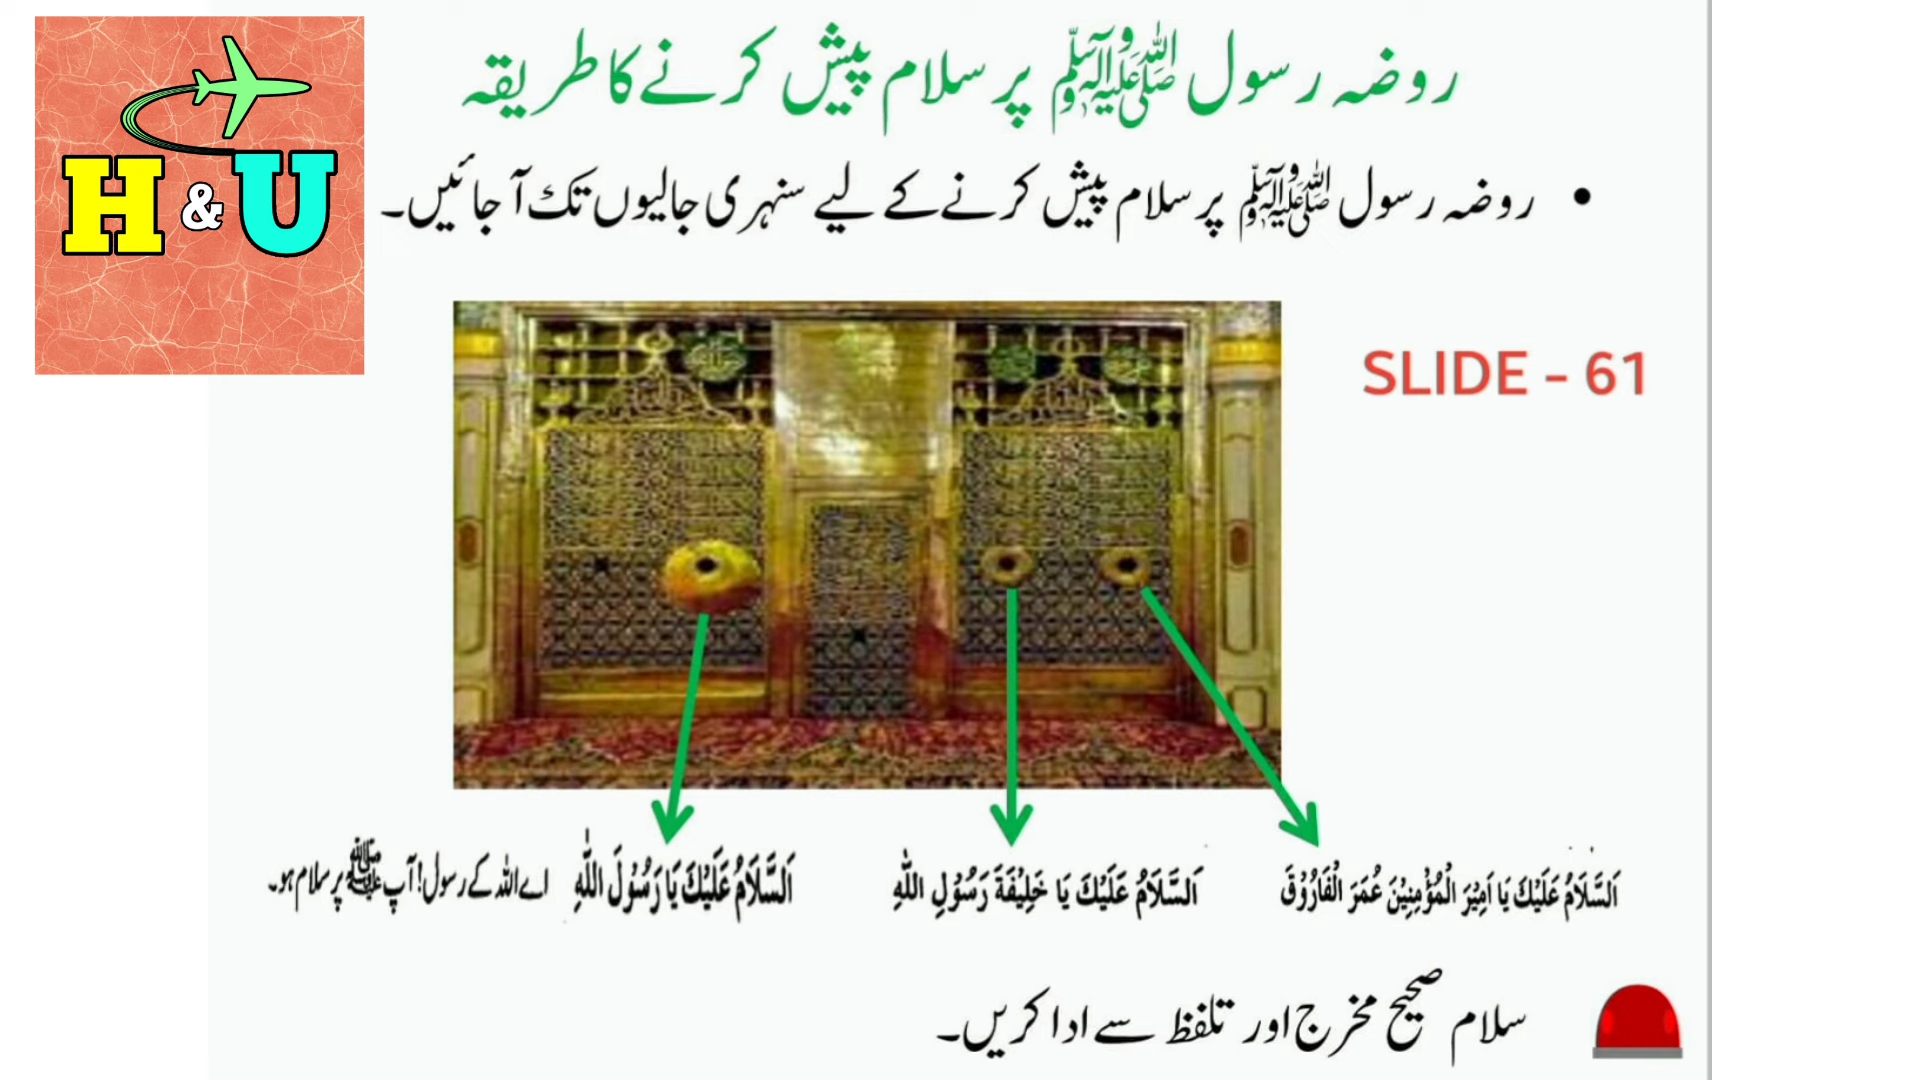 H & U
روضہ رسول ﷺ پر سلام پیش کرنے کا طریقہ
• روضہ رسول ﷺ پر سلام پیش کرنے کے لیے سنہری جالیوں تک آ جائیں۔
SLIDE - 61
اَلسَّلَامُ عَلَيْكَ يَا اَمِيْرَ الْمُؤْمِنِيْنَ عُمَرَ الْفَارُوْقَ
اَلسَّلَامُ عَلَيْكَ يَا خَلِيْفَةَ رَسُوْلِ اللّٰهِ
اَلسَّلَامُ عَلَيْكَ يَا رَسُوْلَ اللّٰهِ اے اللہ کے رسول! آپ ﷺ پر سلام ہو۔
سلام صحیح مخرج اور تلفظ سے ادا کریں۔